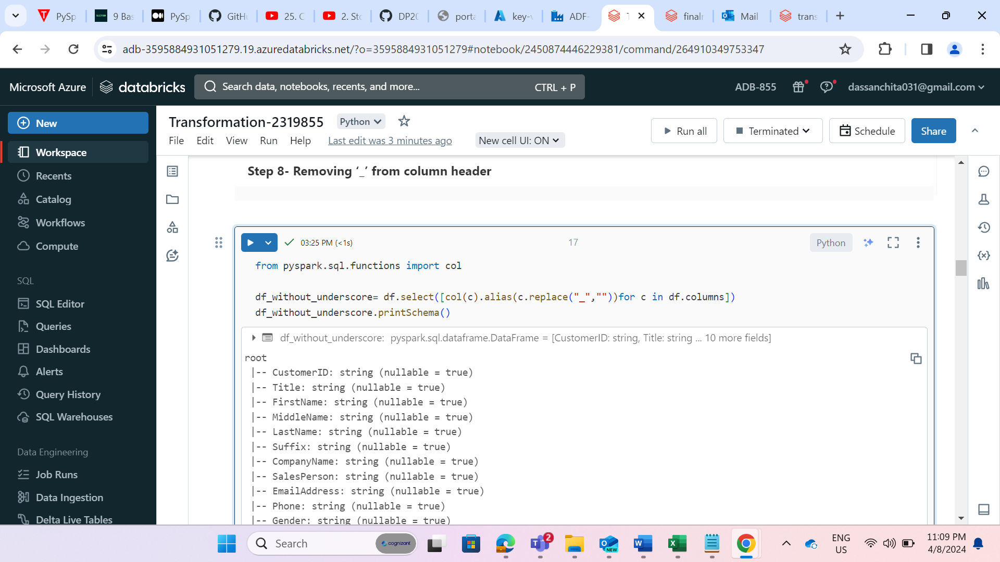 PySp
9 Bas
PySp
GitHu
25. C
2. Sto
DP20
porta
key-v
ADF-
finalr
Mail
trans
adb-3595884931051279.19.azuredatabricks.net/?o=3595884931051279#notebook/2450874446229381/command/264910349753347
Microsoft Azure
databricks
Search data, notebooks, recents, and more...
CTRL + P
ADB-855
dassanchita031@gmail.com
New
Workspace
Recents
Catalog
Workflows
Compute
SQL
SQL Editor
Queries
Dashboards
Alerts
Query History
SQL Warehouses
Data Engineering
Job Runs
Data Ingestion
Delta Live Tables
Transformation-2319855
Python
File Edit View Run Help
Last edit was 3 minutes ago
New cell UI: ON
Run all
Terminated
Schedule
Share
Step 8- Removing ‘_’ from column header
03:25 PM (<1s)
17
Python
from pyspark.sql.functions import col
df_without_underscore= df.select([col(c).alias(c.replace("_",""))for c in df.columns])
df_without_underscore.printSchema()
df_without_underscore: pyspark.sql.dataframe.DataFrame = [CustomerID: string, Title: string ... 10 more fields]
root
|-- CustomerID: string (nullable = true)
|-- Title: string (nullable = true)
|-- FirstName: string (nullable = true)
|-- MiddleName: string (nullable = true)
|-- LastName: string (nullable = true)
|-- Suffix: string (nullable = true)
|-- CompanyName: string (nullable = true)
|-- SalesPerson: string (nullable = true)
|-- EmailAddress: string (nullable = true)
|-- Phone: string (nullable = true)
|-- Gender: string (nullable = true)
Search
cognizant
2
NEW
ENG
US
11:09 PM
4/8/2024